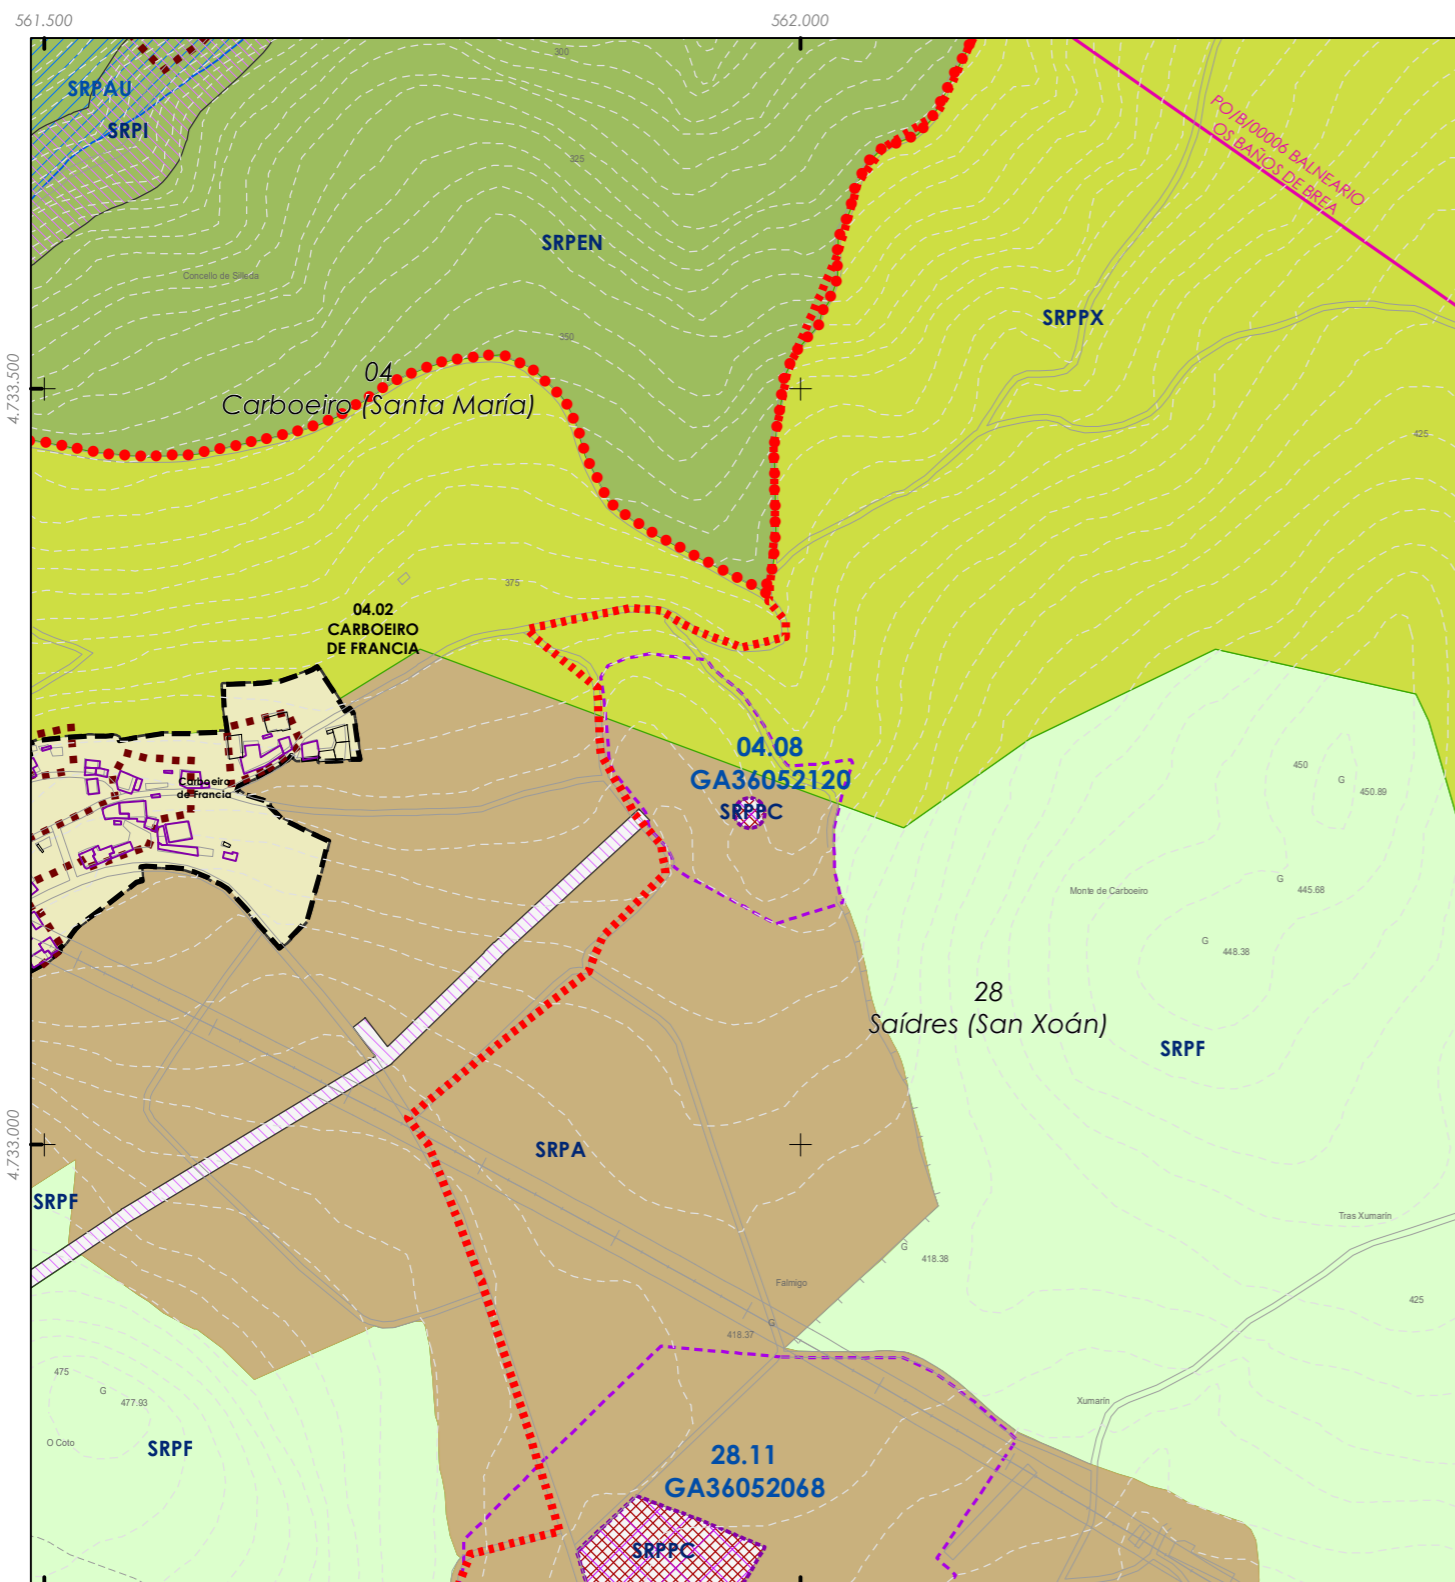 561.500
562.000
300
SRPAU
SRPI
PO/B/00006 BALNEARIO
OS BAÑOS DE BREA
325
SRPEN
Concello de Silleda
SRPPX
350
4.733.500
04
Carboeiro (Santa María)
425
375
04.02
CARBOEIRO
DE FRANCIA
04.08
GA36052120
SRPPC
Carboeiro
de Francia
450
G
450.89
Monte de Carboeiro
G
445.68
G
448.38
28
Saídres (San Xoán)
SRPF
4.733.000
SRPA
SRPF
Tras Xumarín
G
418.38
Falmigo
425
G
418.37
475
G
477.93
Xumarín
O Coto
SRPF
28.11
GA36052068
SRPPC